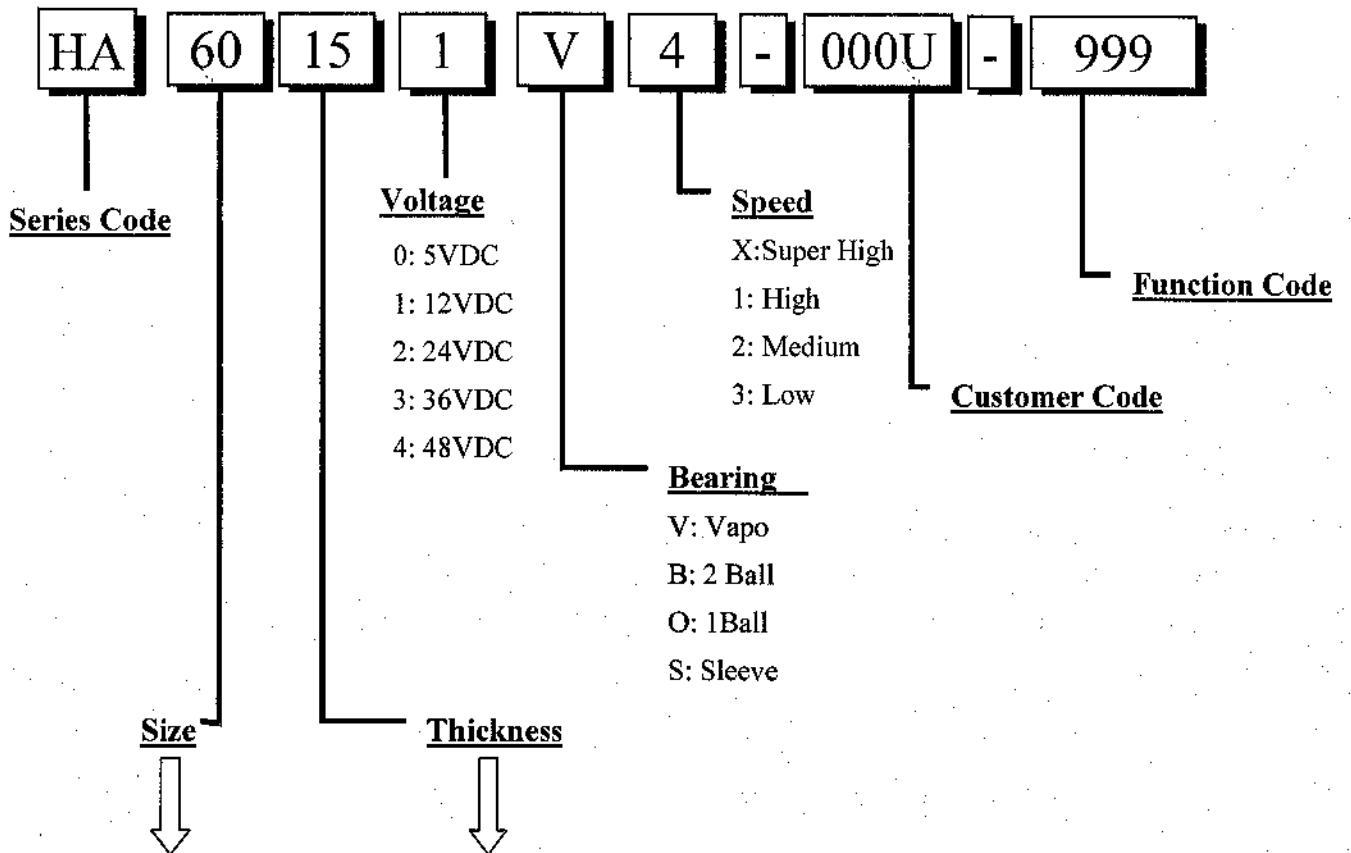 HA 60 15 1 V 4 - 000U - 999
Series Code
Voltage
0: 5VDC
1: 12VDC
2: 24VDC
3: 36VDC
4: 48VDC
Speed
X:Super High
1: High
2: Medium
3: Low
Function Code
Customer Code
Bearing
V: Vapo
B: 2 Ball
O: 1Ball
S: Sleeve
Size
Thickness